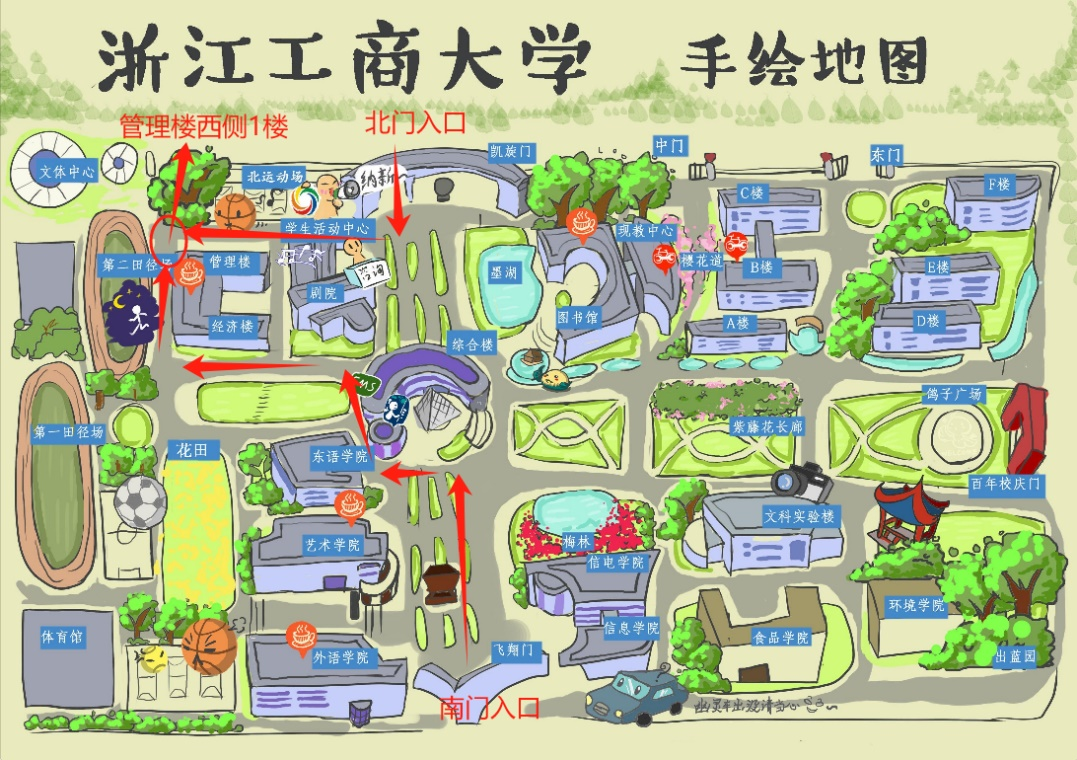 浙江工商大学 手绘地图
管理楼西侧1楼
北门入口
凯旋门
中门
东门
文体中心
北运动场
纳新
C楼
F楼
学生活动中心
现教中心
第二田径场
管理楼
咨询
墨湖
樱花道
B楼
E楼
剧院
图书馆
经济楼
A楼
D楼
综合楼
鸽子广场
第一田径场
花田
东语学院
紫藤花长廊
百年校庆门
文科实验楼
艺术学院
梅林
信电学院
环境学院
体育馆
外语学院
信息学院
食品学院
飞翔门
出蓝园
南门入口